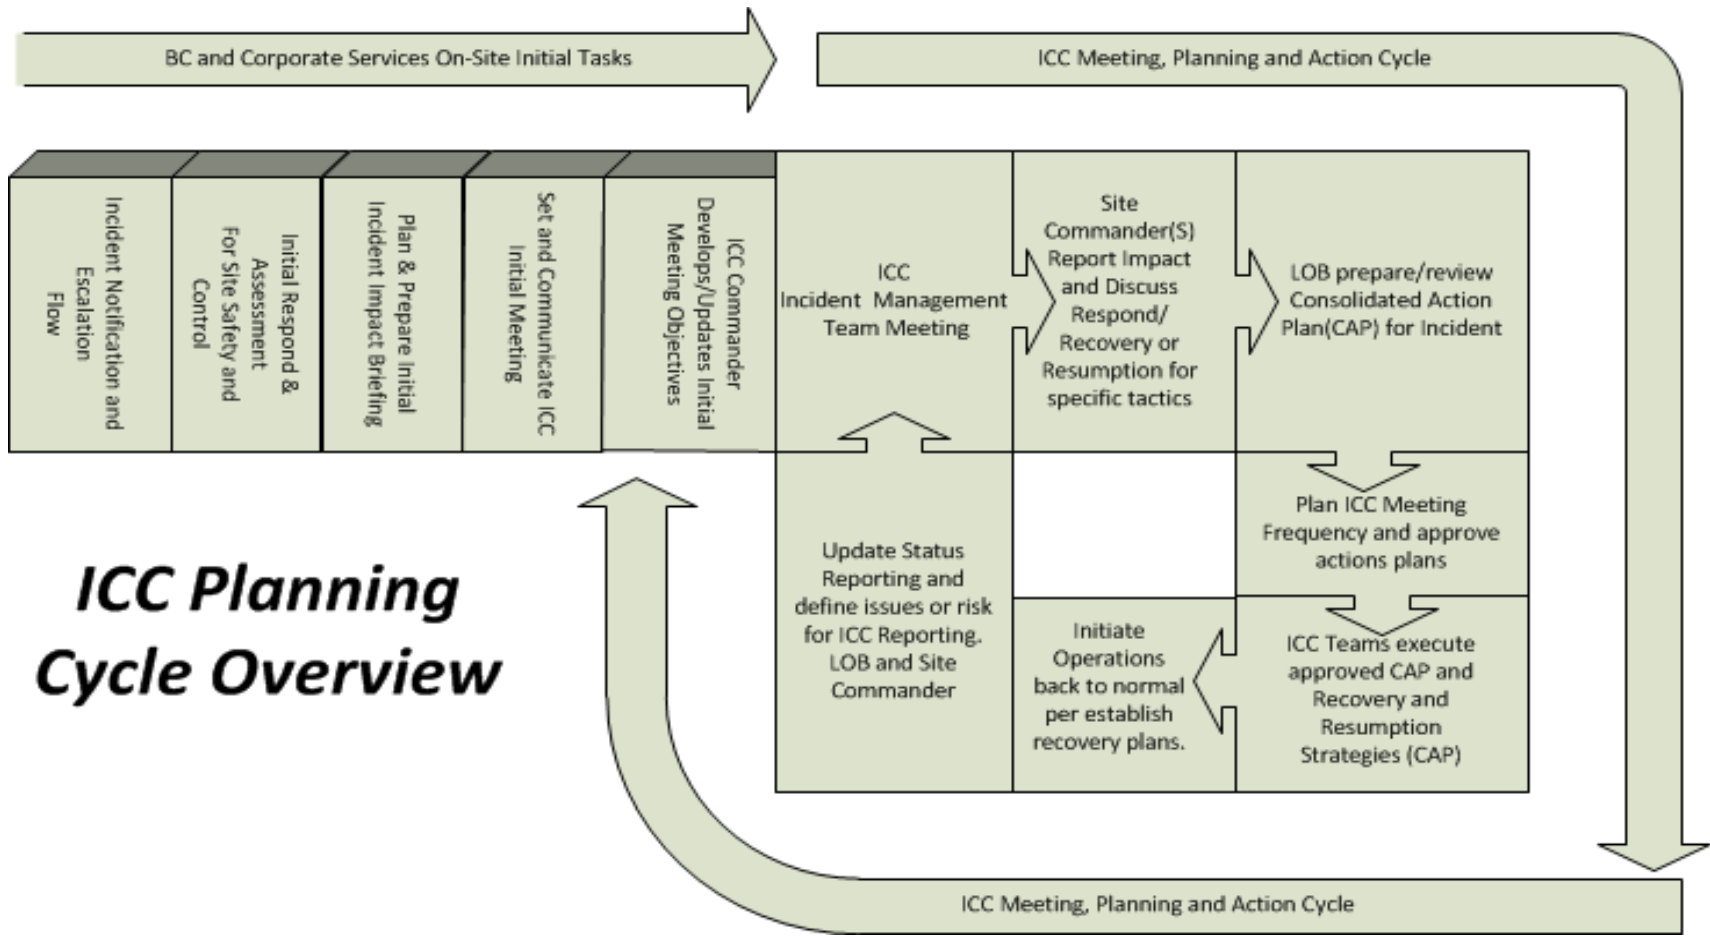 BC and Corporate Services On-Site Initial Tasks
ICC Meeting, Planning and Action Cycle
Incident Notification and
Escalation
Flow
Initial Respond &
Assessment
For Site Safety and
Control
Plan & Prepare Initial
Incident Impact Briefing
Set and Communicate ICC
Initial Meeting
ICC Commander
Develops/Updates Initial
Meeting Objectives
ICC
Incident Management
Team Meeting
Site
Commander(S)
Report Impact
and Discuss
Respond/
Recovery or
Resumption for
specific tactics
LOB prepare/review
Consolidated Action
Plan(CAP) for Incident
Plan ICC Meeting
Frequency and approve
actions plans
ICC Teams execute
approved CAP and
Recovery and
Resumption
Strategies (CAP)
Initiate
Operations
back to normal
per establish
recovery plans.
Update Status
Reporting and
define issues or risk
for ICC Reporting.
LOB and Site
Commander
ICC Planning
Cycle Overview
ICC Meeting, Planning and Action Cycle